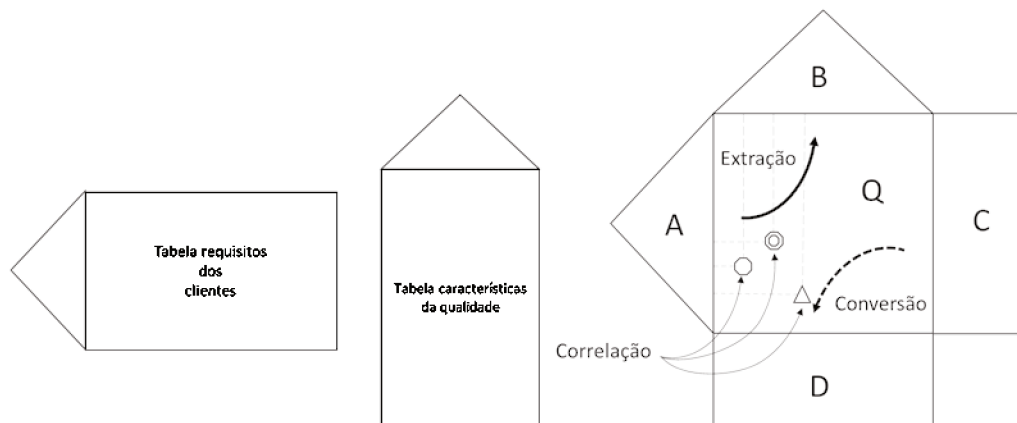 Tabela requisitos
dos
clientes
Tabela características
da qualidade
B
Extração
Q
A
C
Conversão
Correlação
D